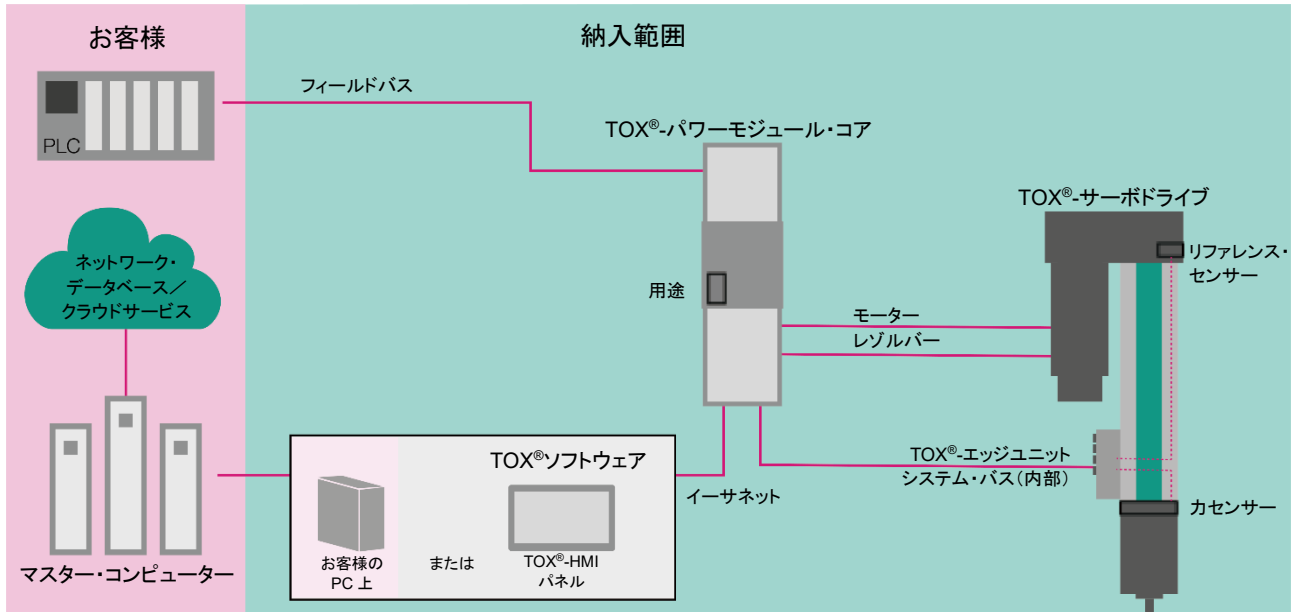 お客様
納入範囲
PLC
フィールドバス
TOX®-パワーモジュール・コア
TOX®-サーボドライブ
リファレンス・
センサー
ネットワーク・
データベース／
クラウドサービス
用途
モーター
レゾルバー
マスター・コンピューター
TOX®ソフトウェア
お客様の
PC 上
または
TOX®-HMI
パネル
イーサネット
TOX®-エッジユニット
システム・バス（内部）
力センサー